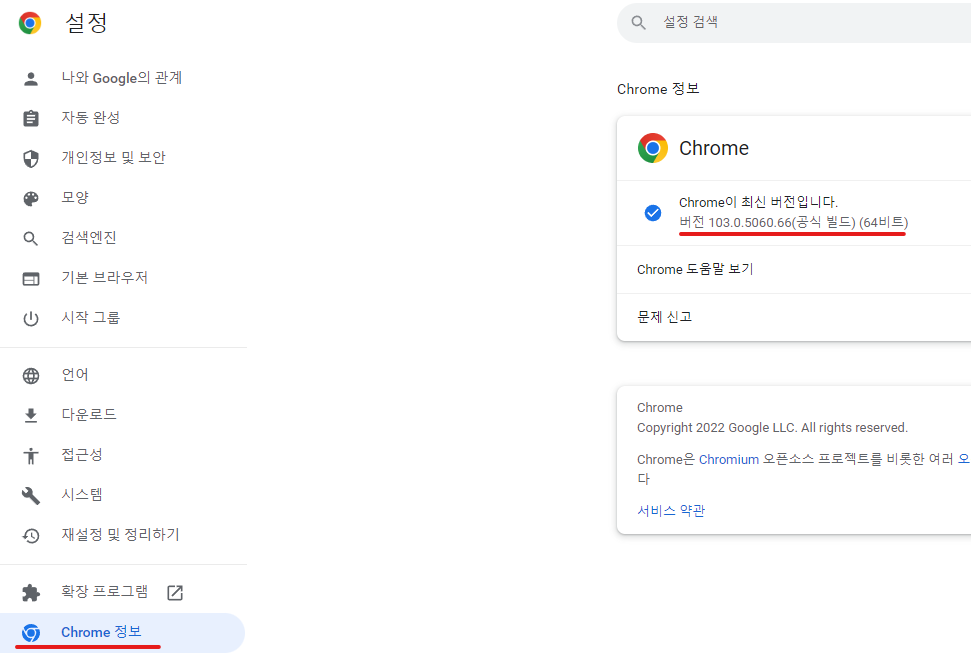 설정
설정 검색
나와 Google의 관계
자동 완성
개인정보 및 보안
모양
검색엔진
기본 브라우저
시작 그룹
언어
다운로드
접근성
시스템
재설정 및 정리하기
확장 프로그램
Chrome 정보
Chrome 정보
Chrome
Chrome이 최신 버전입니다.
버전 103.0.5060.66(공식 빌드) (64비트)
Chrome 도움말 보기
문제 신고
Chrome
Copyright 2022 Google LLC. All rights reserved.
Chrome은 Chromium 오픈소스 프로젝트를 비롯한 여러 오
다
서비스 약관